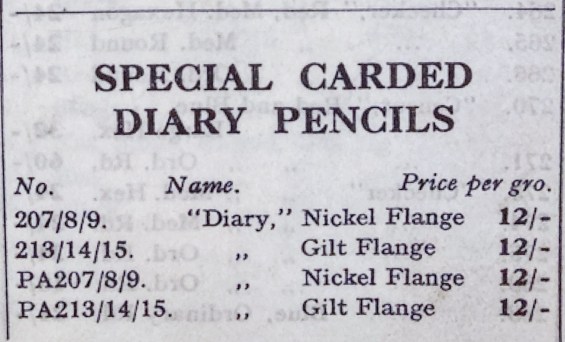 SPECIAL CARDED
DIARY PENCILS
No. Name. Price per gro.
207/8/9. "Diary," Nickel Flange 12/-
213/14/15. ,, Gilt Flange 12/-
PA207/8/9. ,, Nickel Flange 12/-
PA213/14/15. ,, Gilt Flange 12/-